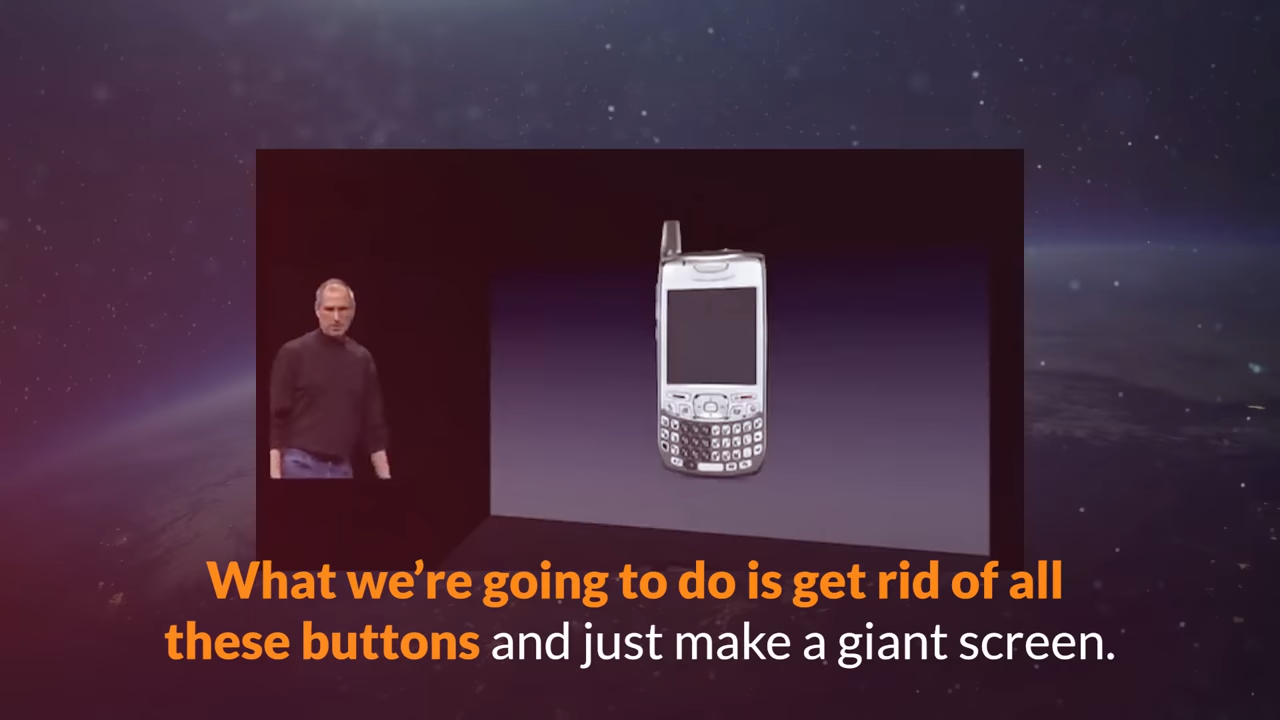 What we’re going to do is get rid of all
these buttons and just make a giant screen.